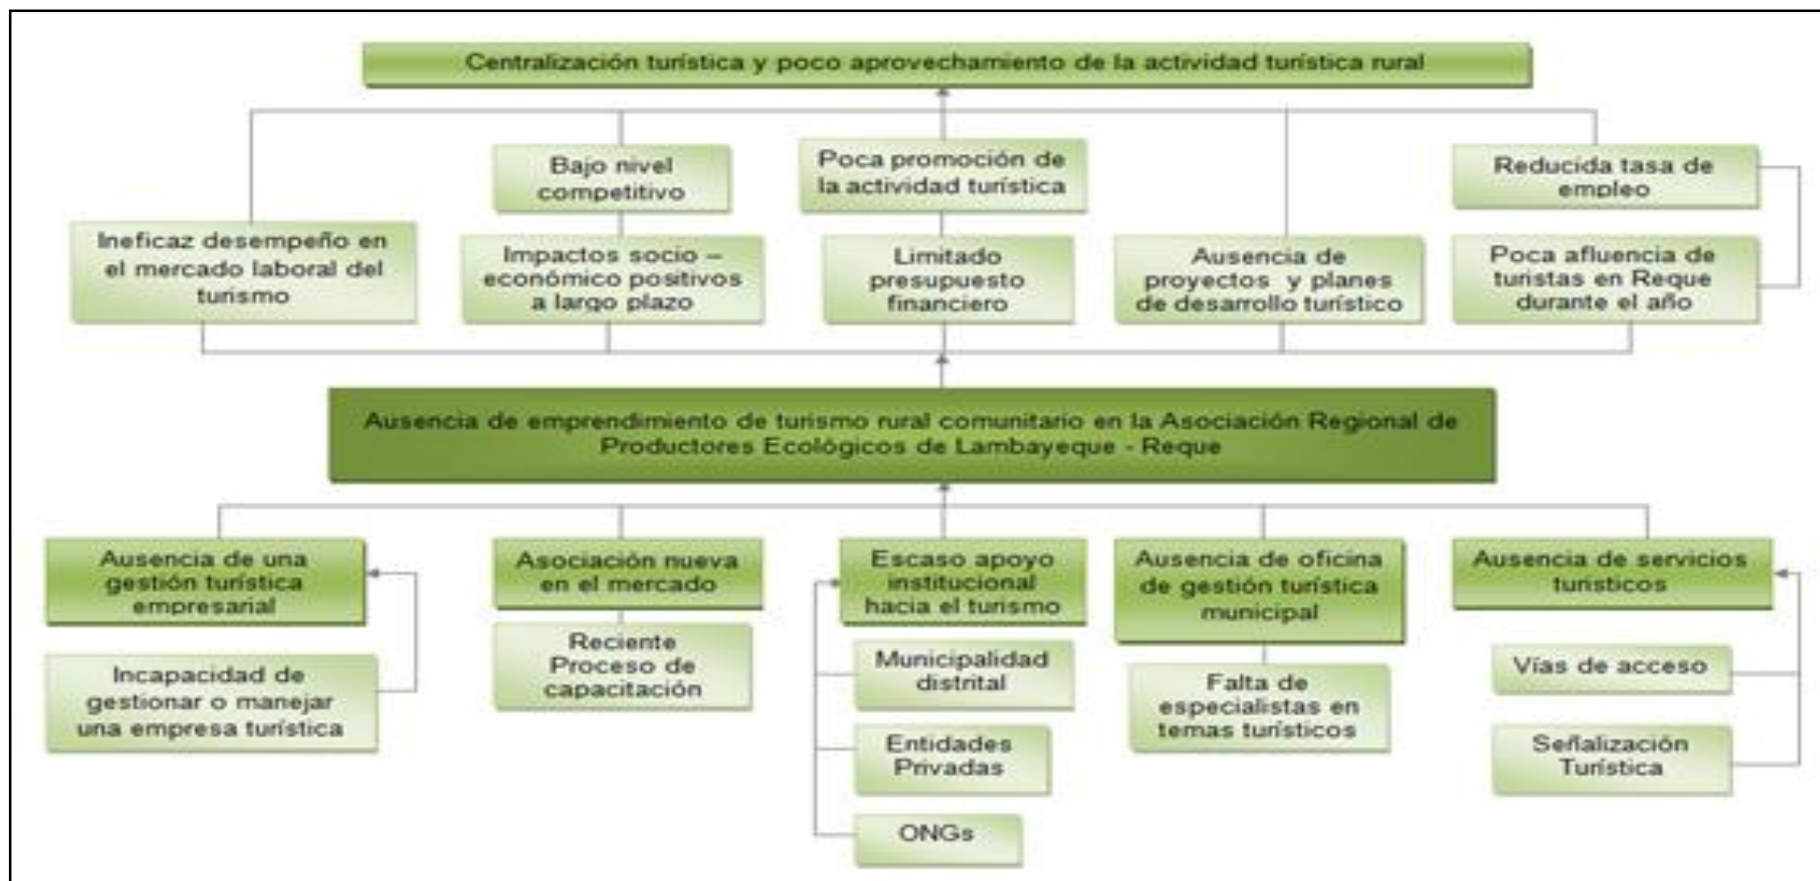 Centralización turística y poco aprovechamiento de la actividad turística rural
Bajo nivel
competitivo
Poca promoción de
la actividad turística
Reducida tasa de
empleo
Ineficaz desempeño en
el mercado laboral del
turismo
Impactos socio –
económico positivos
a largo plazo
Limitado
presupuesto
financiero
Ausencia de
proyectos y planes
de desarrollo turístico
Poca afluencia de
turistas en Reque
durante el año
Ausencia de emprendimiento de turismo rural comunitario en la Asociación Regional de
Productores Ecológicos de Lambayeque - Reque
Ausencia de una
gestión turística
empresarial
Asociación nueva
en el mercado
Escaso apoyo
institucional
hacia el turismo
Ausencia de oficina
de gestión turística
municipal
Ausencia de servicios
turísticos
Incapacidad de
gestionar o manejar
una empresa turística
Reciente
Proceso de
capacitación
Municipalidad
distrital
Entidades
Privadas
ONGs
Falta de
especialistas en
temas turísticos
Vías de acceso
Señalización
Turística